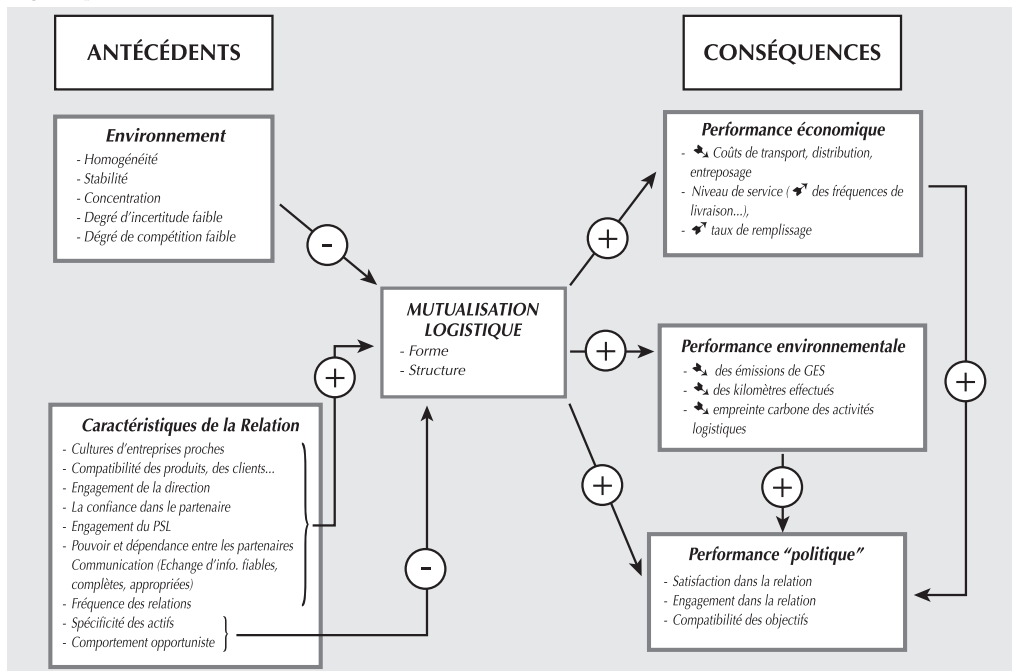 ANTÉCÉDENTS
CONSÉQUENCES
Environnement
- Homogénéité
- Stabilité
- Concentration
- Degré d'incertitude faible
- Dégré de compétition faible
-
Performance économique
- Coûts de transport, distribution,
entreposage
- Niveau de service ( des fréquences de
livraison...),
- taux de remplissage
+
MUTUALISATION
LOGISTIQUE
- Forme
- Structure
+
Performance environnementale
- des émissions de GES
- des kilomètres effectués
- empreinte carbone des activités
logistiques
+
+
Caractéristiques de la Relation
- Cultures d'entreprises proches
- Compatibilité des produits, des clients...
- Engagement de la direction
- La confiance dans le partenaire
- Engagement du PSL
- Pouvoir et dépendance entre les partenaires
Communication (Echange d'info. fiables,
complètes, appropriées)
- Fréquence des relations
- Spécificité des actifs
- Comportement opportuniste
-
+
+
Performance "politique"
- Satisfaction dans la relation
- Engagement dans la relation
- Compatibilité des objectifs